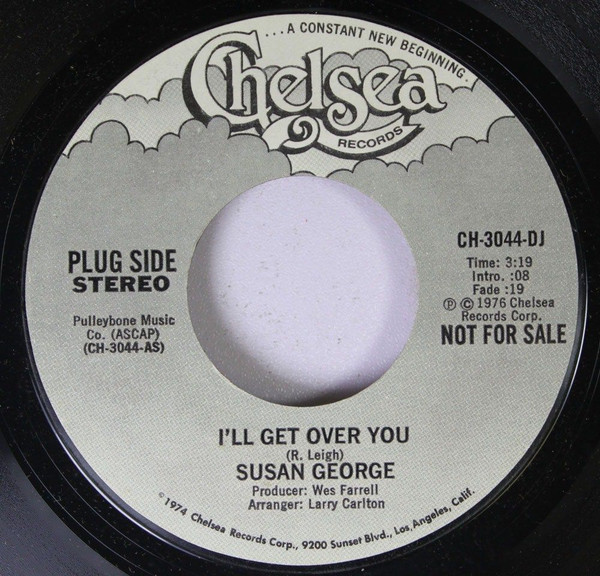 ...A CONSTANT NEW BEGINNING.
Chelsea
RECORDS
PLUG SIDE
STEREO
Pulleybone Music
Co. (ASCAP)
(CH-3044-AS)
CH-3044-DJ
Time: 3:19
Intro. :08
Fade :19
Ⓟ © 1976 Chelsea
Records Corp.
NOT FOR SALE
I'LL GET OVER YOU
(R. Leigh)
SUSAN GEORGE
Producer: Wes Farrell
Arranger: Larry Carlton
©1974 Chelsea Records Corp., 9200 Sunset Blvd., Los Angeles, Calif.